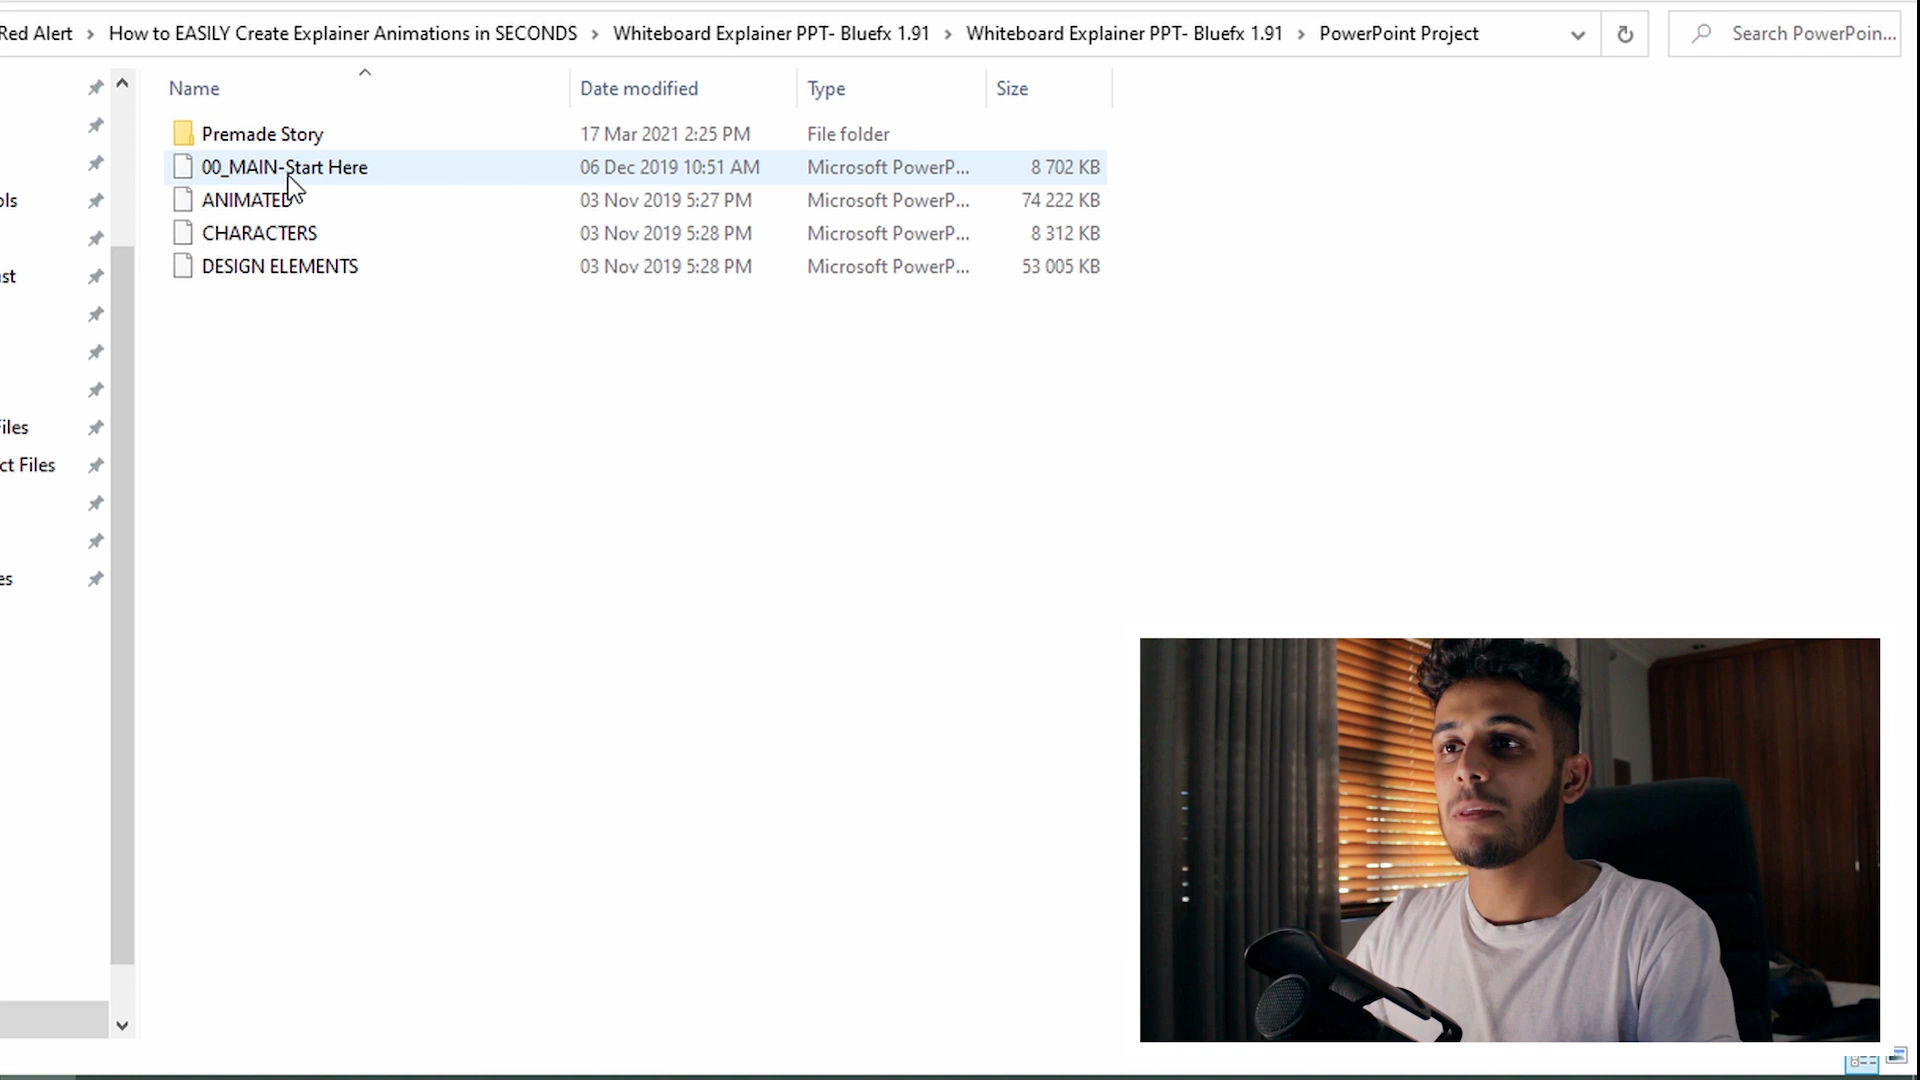 Red Alert > How to EASILY Create Explainer Animations in SECONDS > Whiteboard Explainer PPT- Bluefx 1.91 > Whiteboard Explainer PPT- Bluefx 1.91 > PowerPoint Project
Search PowerPoin...
Name Date modified Type Size
Premade Story 17 Mar 2021 2:25 PM File folder
00_MAIN-Start Here 06 Dec 2019 10:51 AM Microsoft PowerP... 8 702 KB
ANIMATED 03 Nov 2019 5:27 PM Microsoft PowerP... 74 222 KB
CHARACTERS 03 Nov 2019 5:28 PM Microsoft PowerP... 8 312 KB
DESIGN ELEMENTS 03 Nov 2019 5:28 PM Microsoft PowerP... 53 005 KB
ols
st
Files
ct Files
es